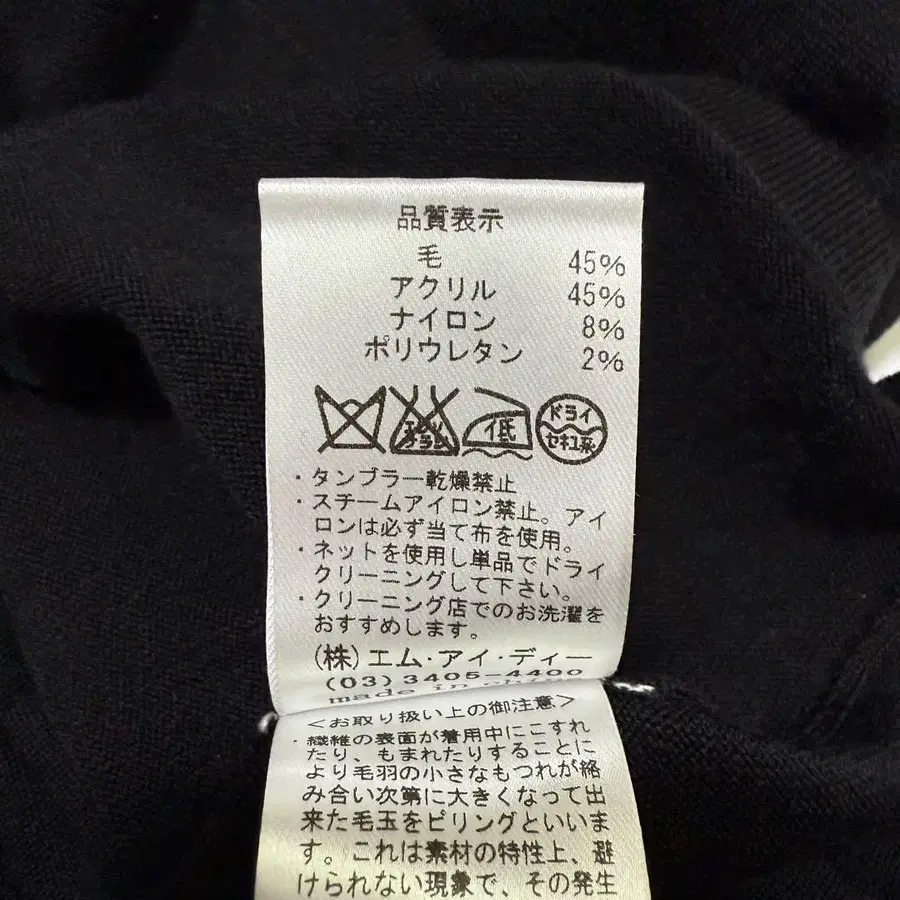 品質表示
毛 45%
アクリル 45%
ナイロン 8%
ポリウレタン 2%
エンソ
サラシ
低
ドライ
セキユ系
・タンブラー乾燥禁止
・スチームアイロン禁止。アイ
ロンは必ず当て布を使用。
・ネットを使用し単品でドライ
クリーニングして下さい。
・クリーニング店でのお洗濯を
おすすめします。
(株)エム・アイ・ディー
(03)3405-4400
made in china
<お取り扱い上の御注意>
・繊維の表面が着用中にこすれ
たり、もまれたりすることに
より毛羽の小さなもつれが絡
み合い次第に大きくなって出
来た毛玉をピリングといいま
す。これは素材の特性上、避
けられない現象で、その発生